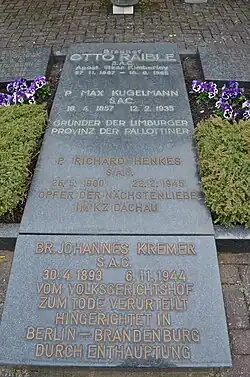 OTTO RAIBLE
S.A.C.
Apost. Vikar Kimberley
P. MAX KUGELMANN
S.A.C.
18. 4. 1857 12. 2. 1935
GRÜNDER DER LIMBURGER
PROVINZ DER PALLOTTINER
P. RICHARD HENKES
S.A.C.
26. 5. 1900 22. 2. 1945
OPFER DER NÄCHSTENLIEBE
IM KZ DACHAU
BR. JOHANNES KREMER
S.A.C.
30. 4. 1893 6. 11. 1944
VOM VOLKSGERICHTSHOF
ZUM TODE VERURTEILT
HINGERICHTET IN
BERLIN-BRANDENBURG
DURCH ENTHAUPTUNG